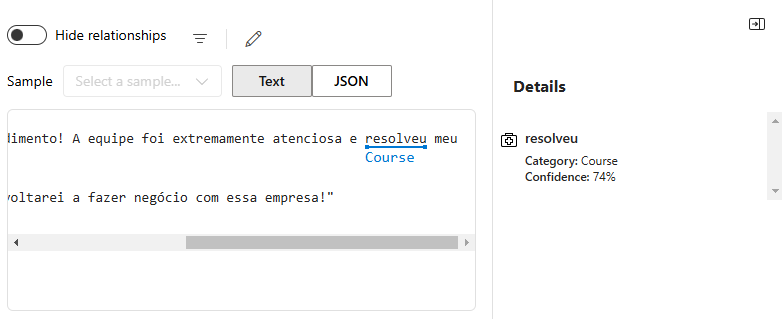 Hide relationships
Sample
Select a sample...
Text
JSON
dimento! A equipe foi extremamente atenciosa e resolveu meu
Course
voltarei a fazer negócio com essa empresa!"
Details
resolveu
Category: Course
Confidence: 74%